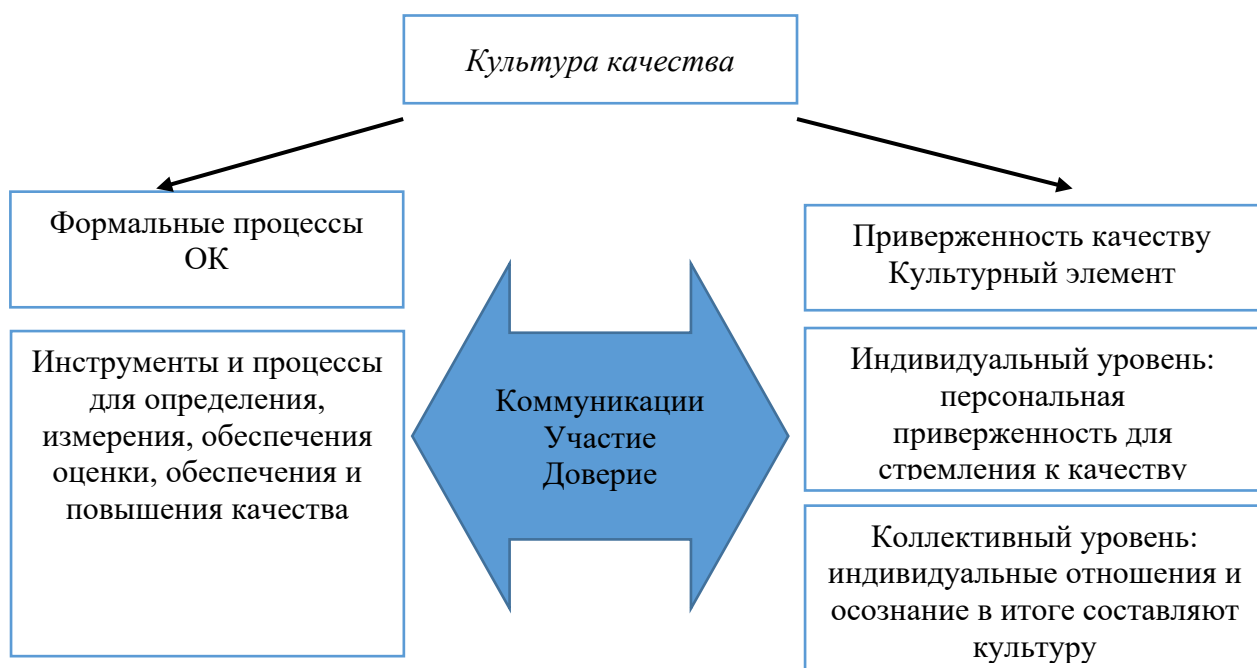 Культура качества
Формальные процессы
ОК
Инструменты и процессы
для определения,
измерения, обеспечения
оценки, обеспечения и
повышения качества
Коммуникации
Участие
Доверие
Приверженность качеству
Культурный элемент
Индивидуальный уровень:
персональная
приверженность для
стремления к качеству
Коллективный уровень:
индивидуальные отношения и
осознание в итоге составляют
культуру